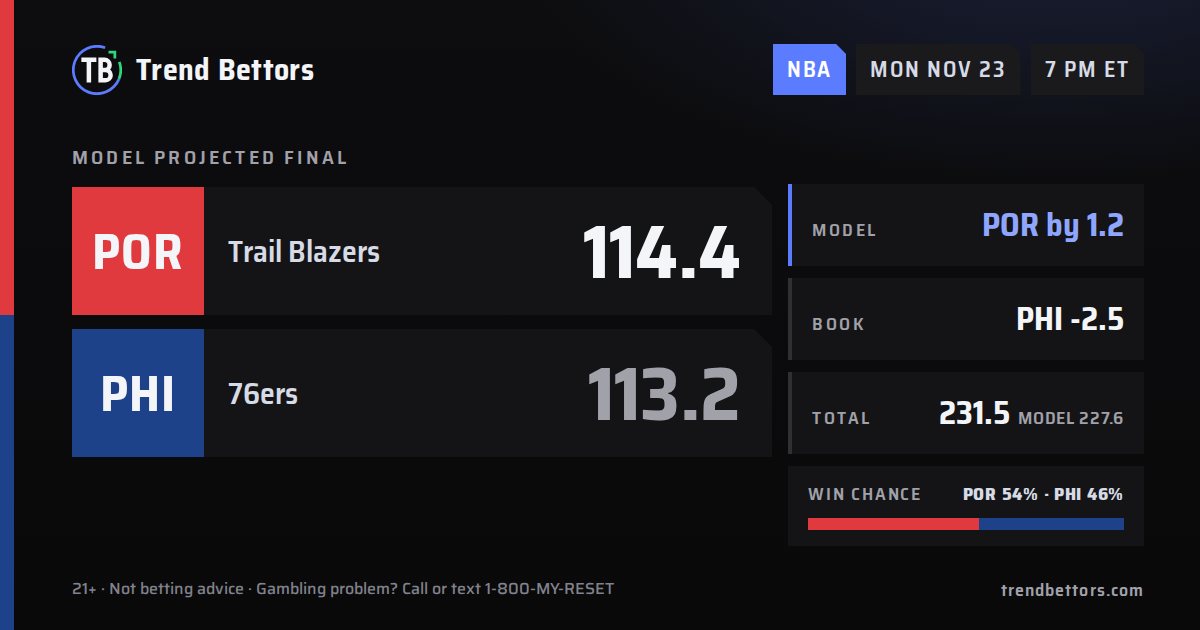 TB Trend Bettors
NBA MON NOV 23 7 PM ET
MODEL PROJECTED FINAL
POR Trail Blazers 114.4
PHI 76ers 113.2
MODEL POR by 1.2
BOOK PHI -2.5
TOTAL 231.5 MODEL 227.6
WIN CHANCE POR 54% · PHI 46%
21+ · Not betting advice · Gambling problem? Call or text 1-800-MY-RESET
trendbettors.com